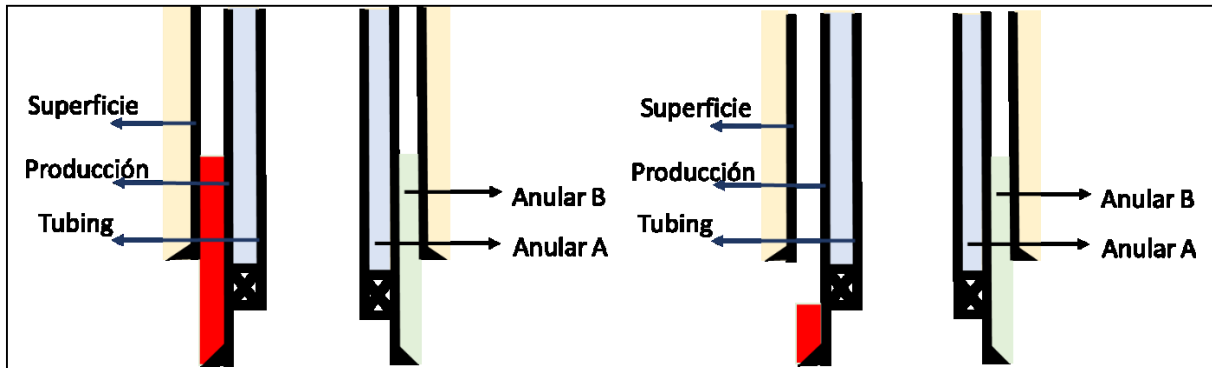 Superficie
Producción
Tubing
Anular B
Anular A
Superficie
Producción
Tubing
Anular B
Anular A